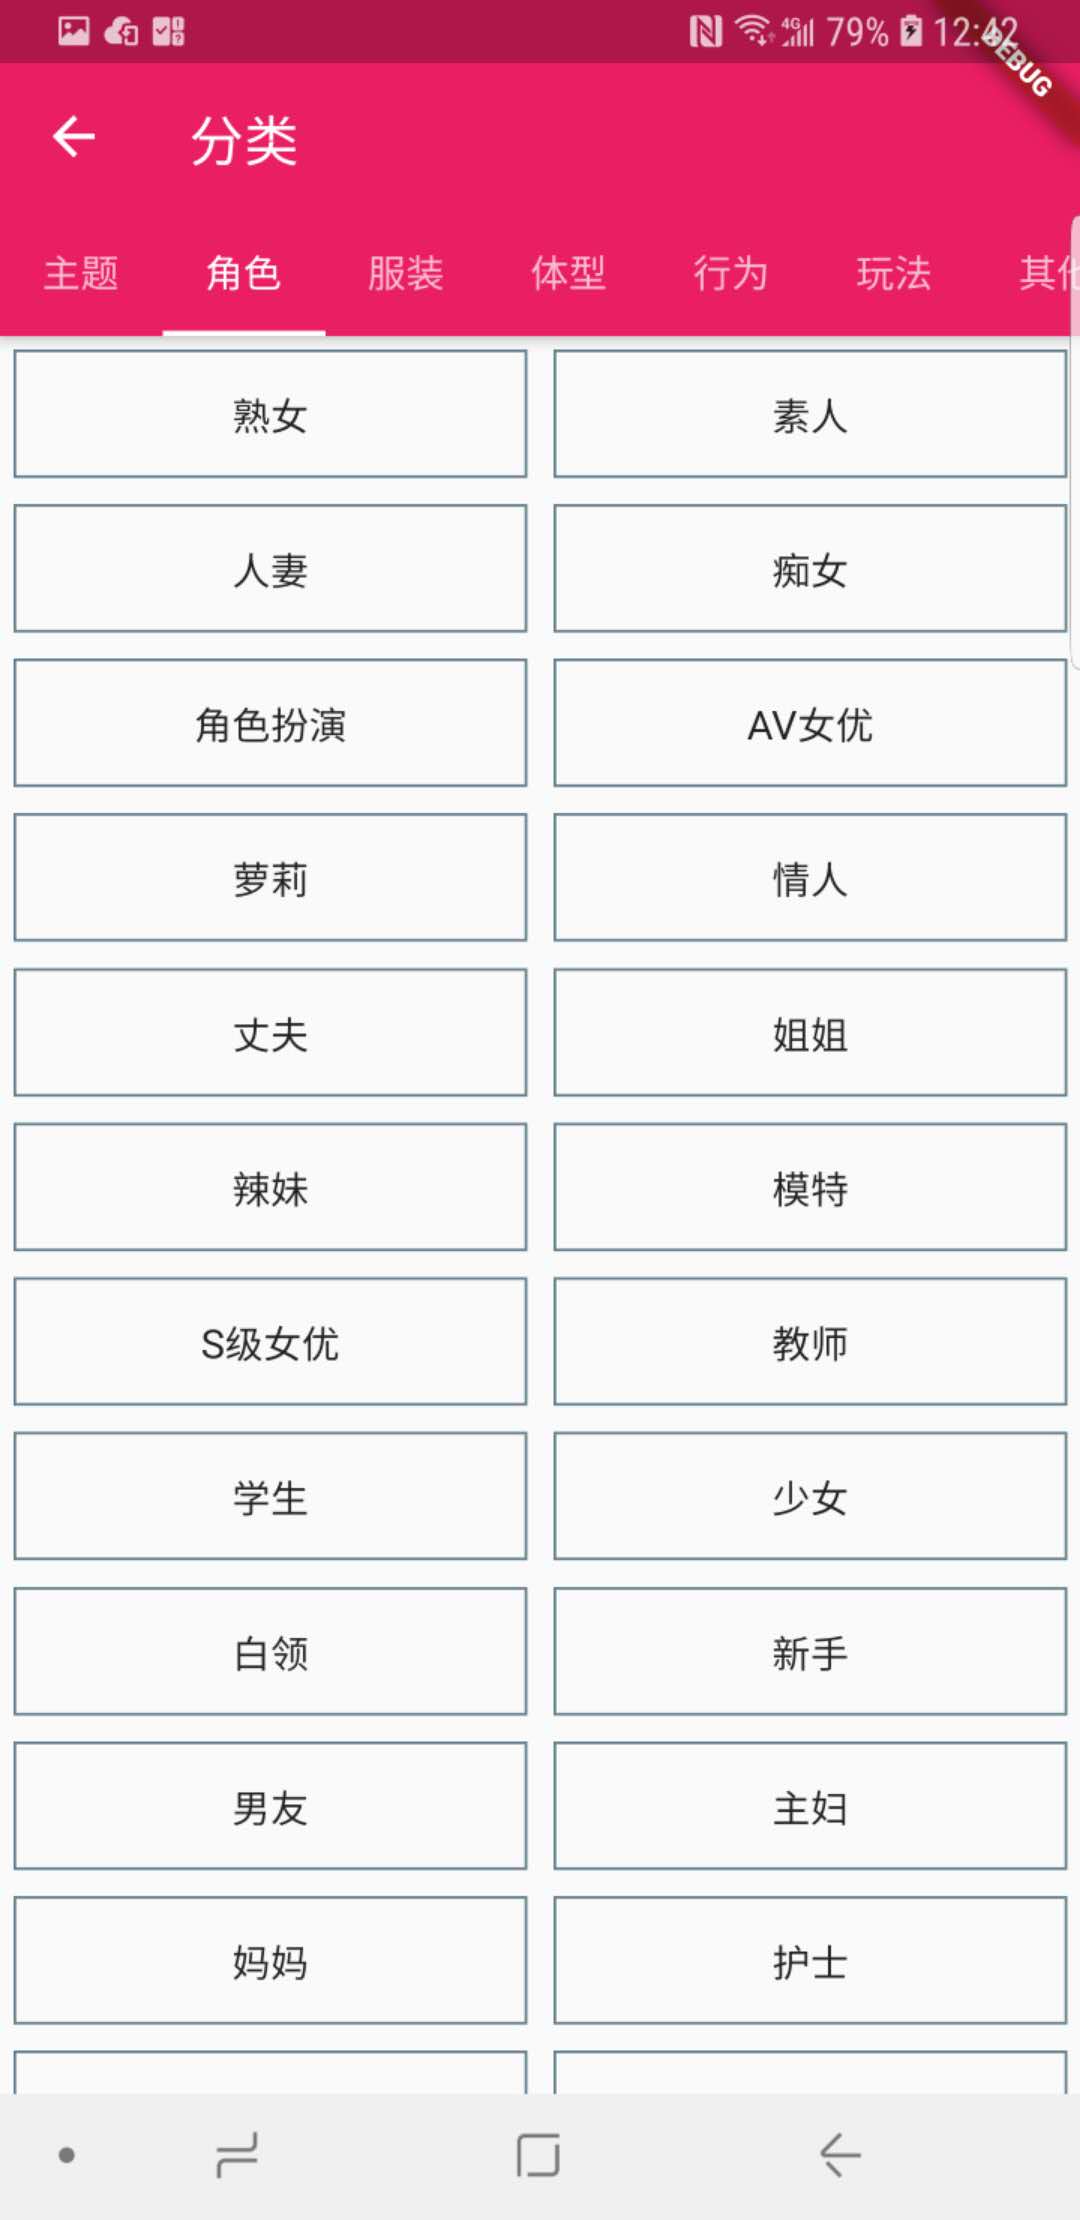 79% 12:42
DEBUG
分类
主题 角色 服装 体型 行为 玩法 其他
熟女 素人
人妻 痴女
角色扮演 AV女优
萝莉 情人
丈夫 姐姐
辣妹 模特
S级女优 教师
学生 少女
白领 新手
男友 主妇
妈妈 护士